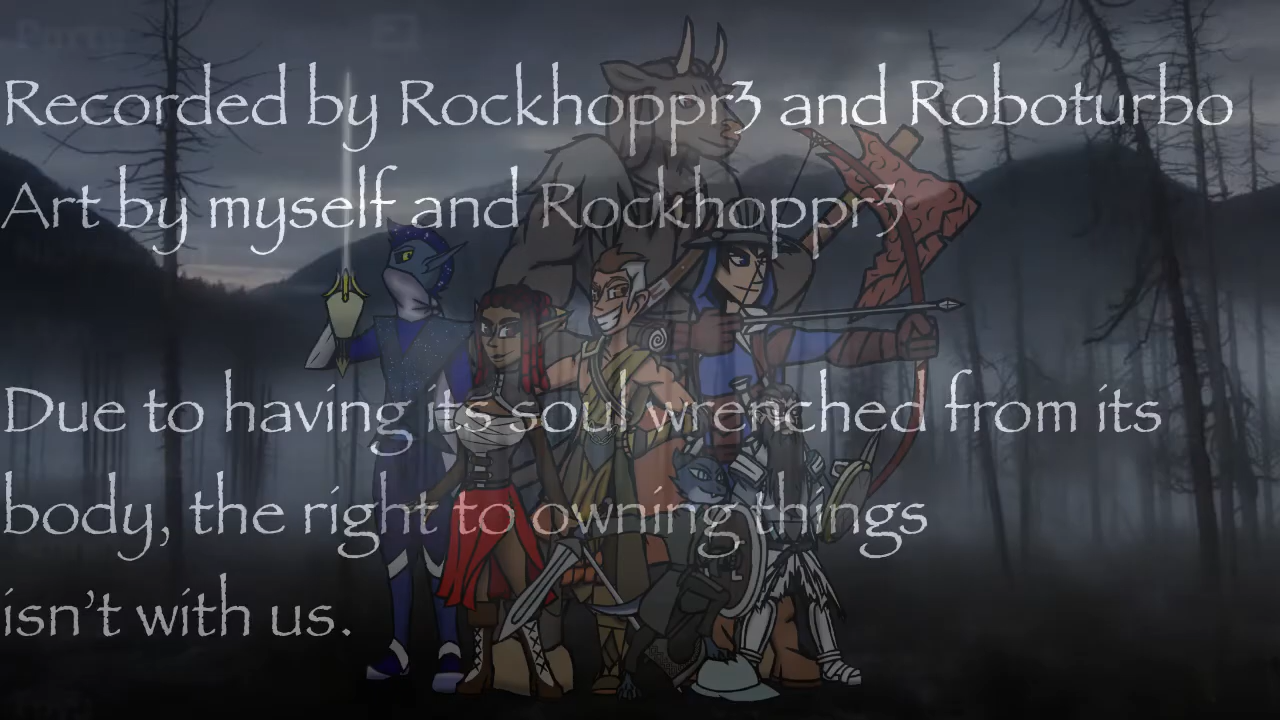 Recorded by Rockhoppr3 and Roboturbo
Art by myself and Rockhoppr3
Due to having its soul wrenched from its
body, the right to owning things
isn't with us.